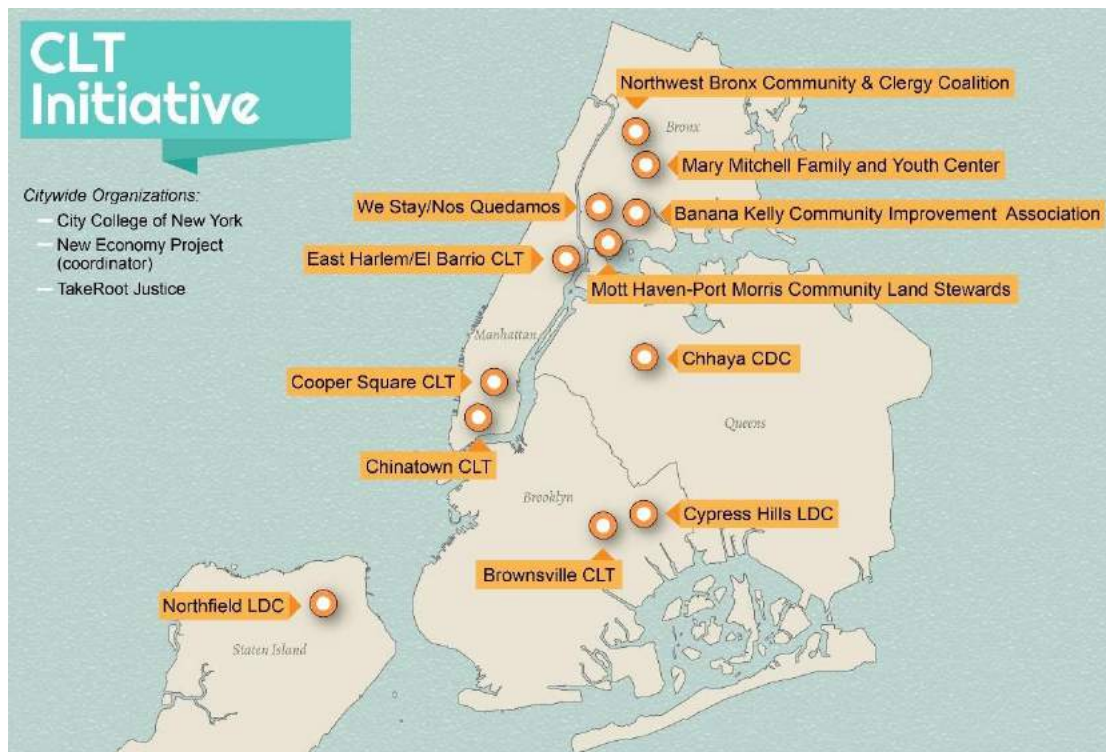 CLT
Initiative
Citywide Organizations:
City College of New York
New Economy Project
(coordinator)
TakeRoot Justice
Northwest Bronx Community & Clergy Coalition
Bronx
Mary Mitchell Family and Youth Center
We Stay/Nos Quedamos
Banana Kelly Community Improvement Association
East Harlem/El Barrio CLT
Mott Haven-Port Morris Community Land Stewards
Manhattan
Chhaya CDC
Cooper Square CLT
Queens
Chinatown CLT
Brooklyn
Cypress Hills LDC
Brownsville CLT
Northfield LDC
Staten Island